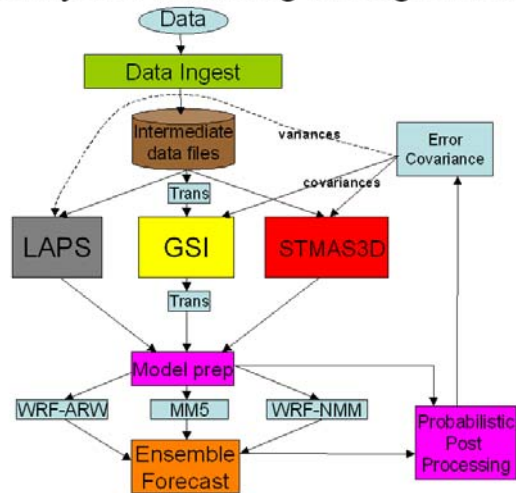 Data
Data Ingest
Intermediate
data files
variances
Error
Covariance
covariances
Trans
LAPS
GSI
STMAS3D
Trans
Model prep
WRF-ARW
MM5
WRF-NMM
Probabilistic
Post
Processing
Ensemble
Forecast